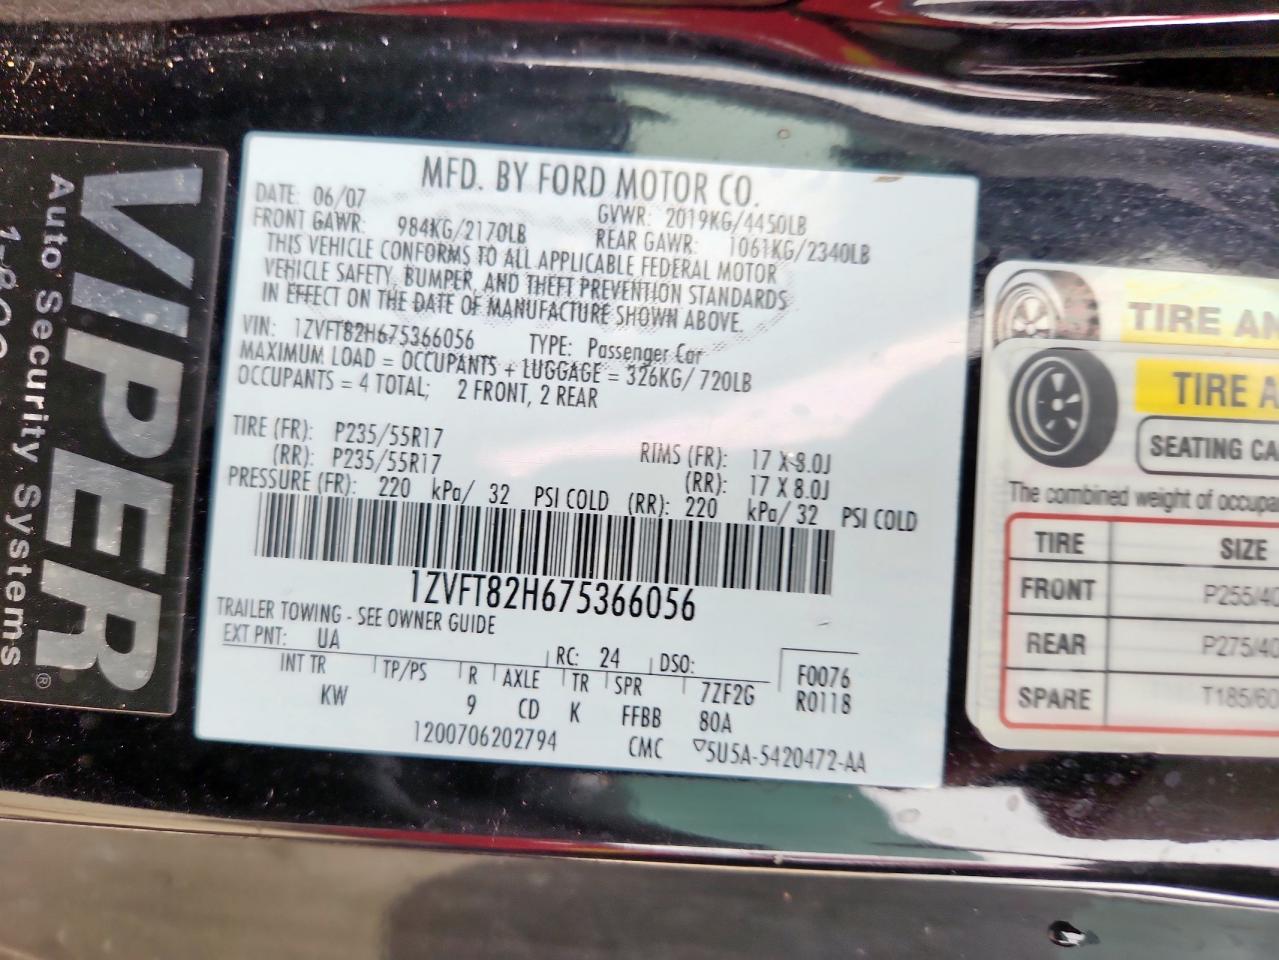 VIPER
Auto Security Systems
®
MFD. BY FORD MOTOR CO.
DATE: 06/07 GVWR: 2019KG/4450LB
FRONT GAWR: 984KG/2170LB REAR GAWR: 1061KG/2340LB
THIS VEHICLE CONFORMS TO ALL APPLICABLE FEDERAL MOTOR
VEHICLE SAFETY, BUMPER, AND THEFT PREVENTION STANDARDS
IN EFFECT ON THE DATE OF MANUFACTURE SHOWN ABOVE.
VIN: 1ZVFT82H675366056 TYPE: Passenger Car
MAXIMUM LOAD = OCCUPANTS + LUGGAGE = 326KG/720LB
OCCUPANTS = 4 TOTAL; 2 FRONT, 2 REAR
TIRE (FR): P235/55R17 RIMS (FR): 17 X 8.0J
(RR): P235/55R17 (RR): 17 X 8.0J
PRESSURE (FR): 220 kPa/ 32 PSI COLD (RR): 220 kPa/ 32 PSI COLD
1ZVFT82H675366056
TRAILER TOWING - SEE OWNER GUIDE
EXT PNT: UA RC: 24 DSO: F0076
INT TR TP/PS R AXLE TR SPR 7ZF2G R0118
KW 9 CD K FFBB 80A
1200706202794 CMC ▽5U5A-5420472-AA
TIRE AN
TIRE A
SEATING CA
The combined weight of occupa
TIRE SIZE
FRONT P255/40
REAR P275/40
SPARE T185/60